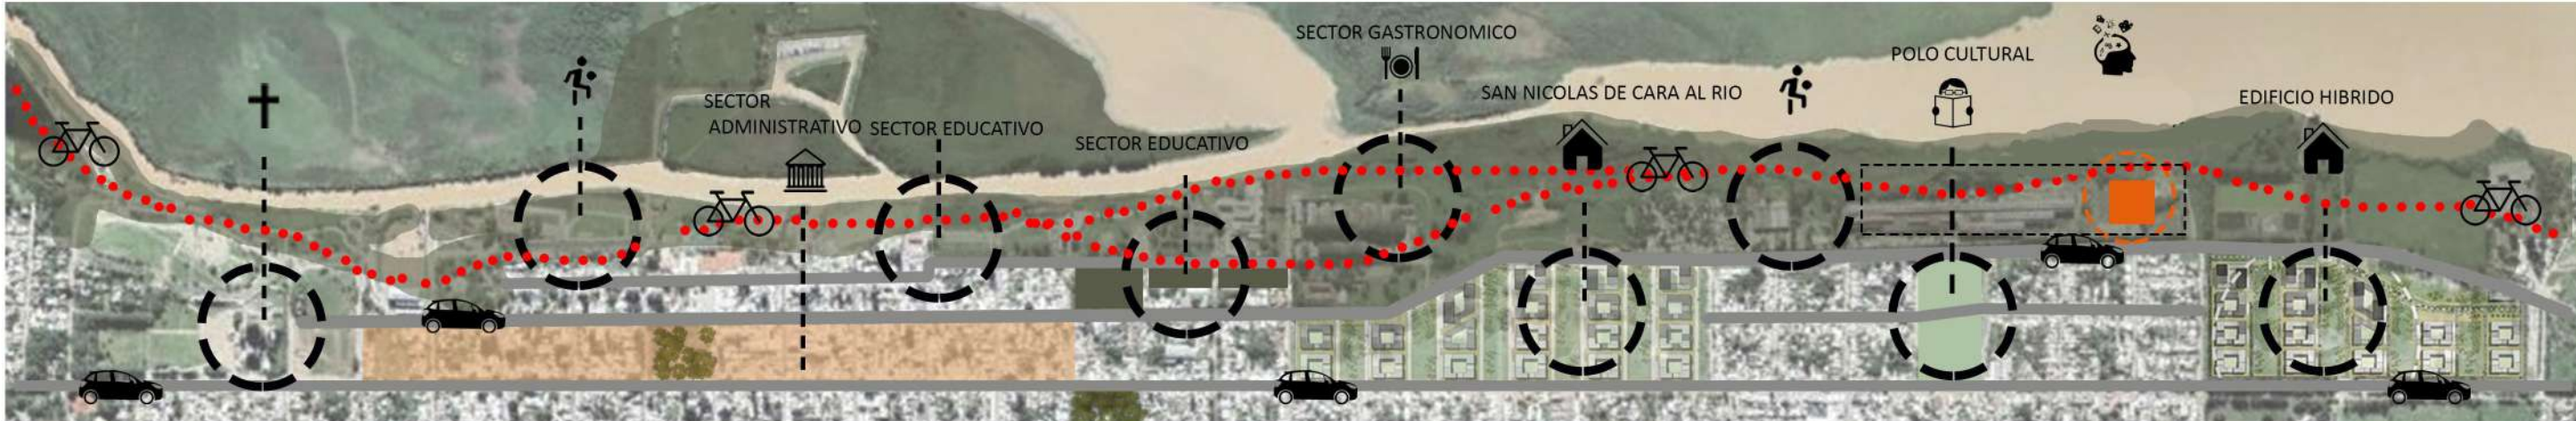 SECTOR
ADMINISTRATIVO
SECTOR EDUCATIVO
SECTOR EDUCATIVO
SECTOR GASTRONOMICO
SAN NICOLAS DE CARA AL RIO
POLO CULTURAL
EDIFICIO HIBRIDO